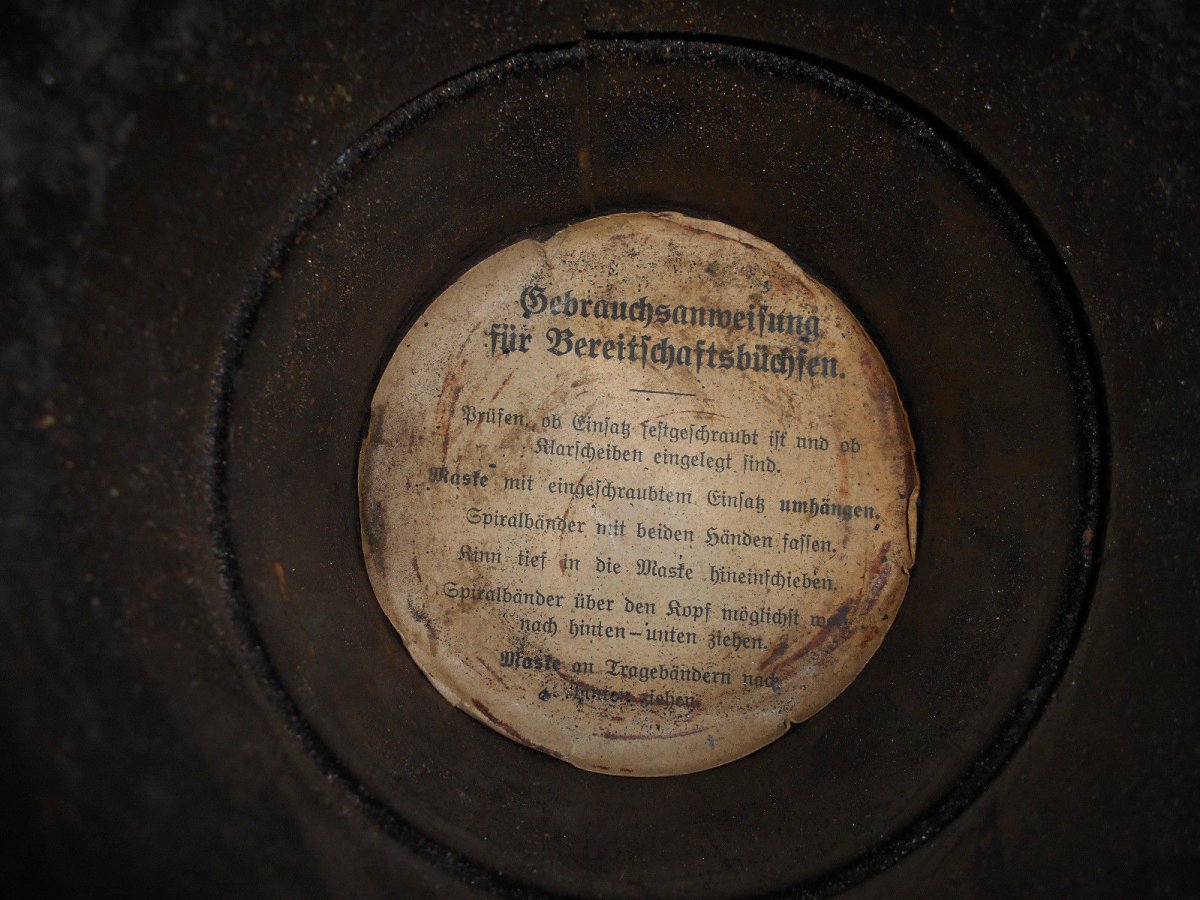 Gebrauchsanweisung
für Bereitschaftsbüchsen.
Prüfen, ob Einsatz festgeschraubt ist und ob
Klarscheiben eingelegt sind.
Maske mit eingeschraubtem Einsatz umhängen.
Spiralbänder mit beiden Händen fassen.
Kinn tief in die Maske hineinschieben.
Spiralbänder über den Kopf möglichst
nach hinten-unten ziehen.
Maske an Tragebändern nach
ziehen.